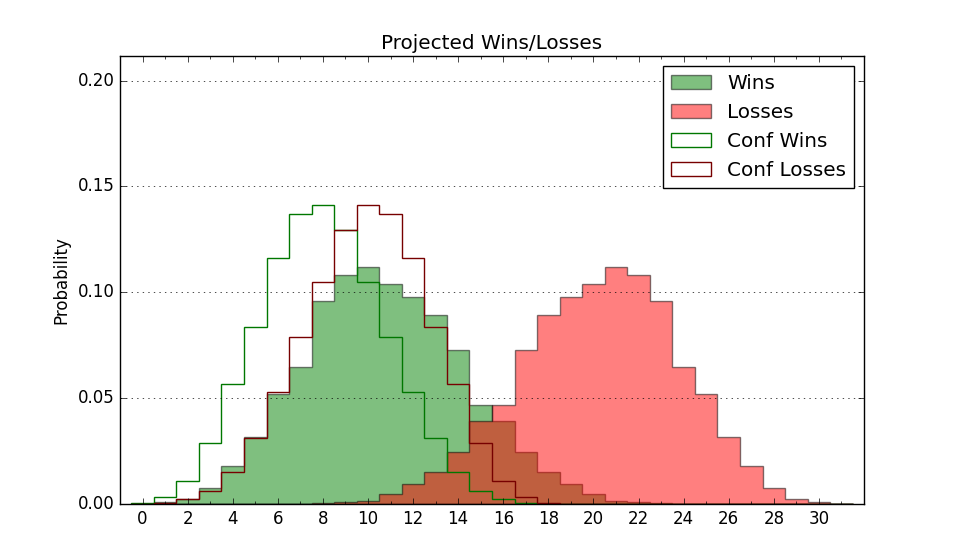 Projected Wins/Losses
Wins
Losses
Conf Wins
Conf Losses
Probability
0.20
0.15
0.10
0.05
0.00
0 2 4 6 8 10 12 14 16 18 20 22 24 26 28 30